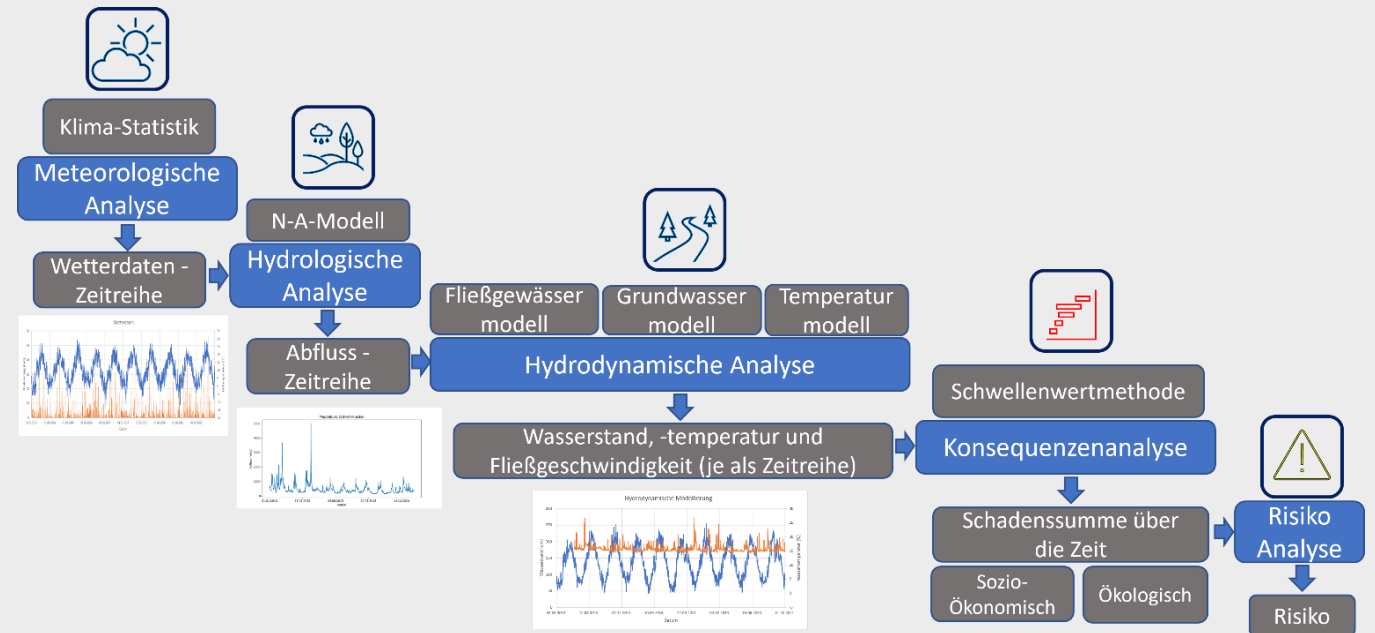 Klima-Statistik
Meteorologische
Analyse
Wetterdaten -
Zeitreihe
N-A-Modell
Hydrologische
Analyse
Abfluss -
Zeitreihe
Fließgewässer
modell
Grundwasser
modell
Temperatur
modell
Hydrodynamische Analyse
Wasserstand, -temperatur und
Fließgeschwindigkeit (je als Zeitreihe)
Hydrodynamische Modellierung
Datum
Schwellenwertmethode
Konsequenzenanalyse
Schadenssumme über
die Zeit
Sozio-
Ökonomisch
Ökologisch
Risiko
Analyse
Risiko